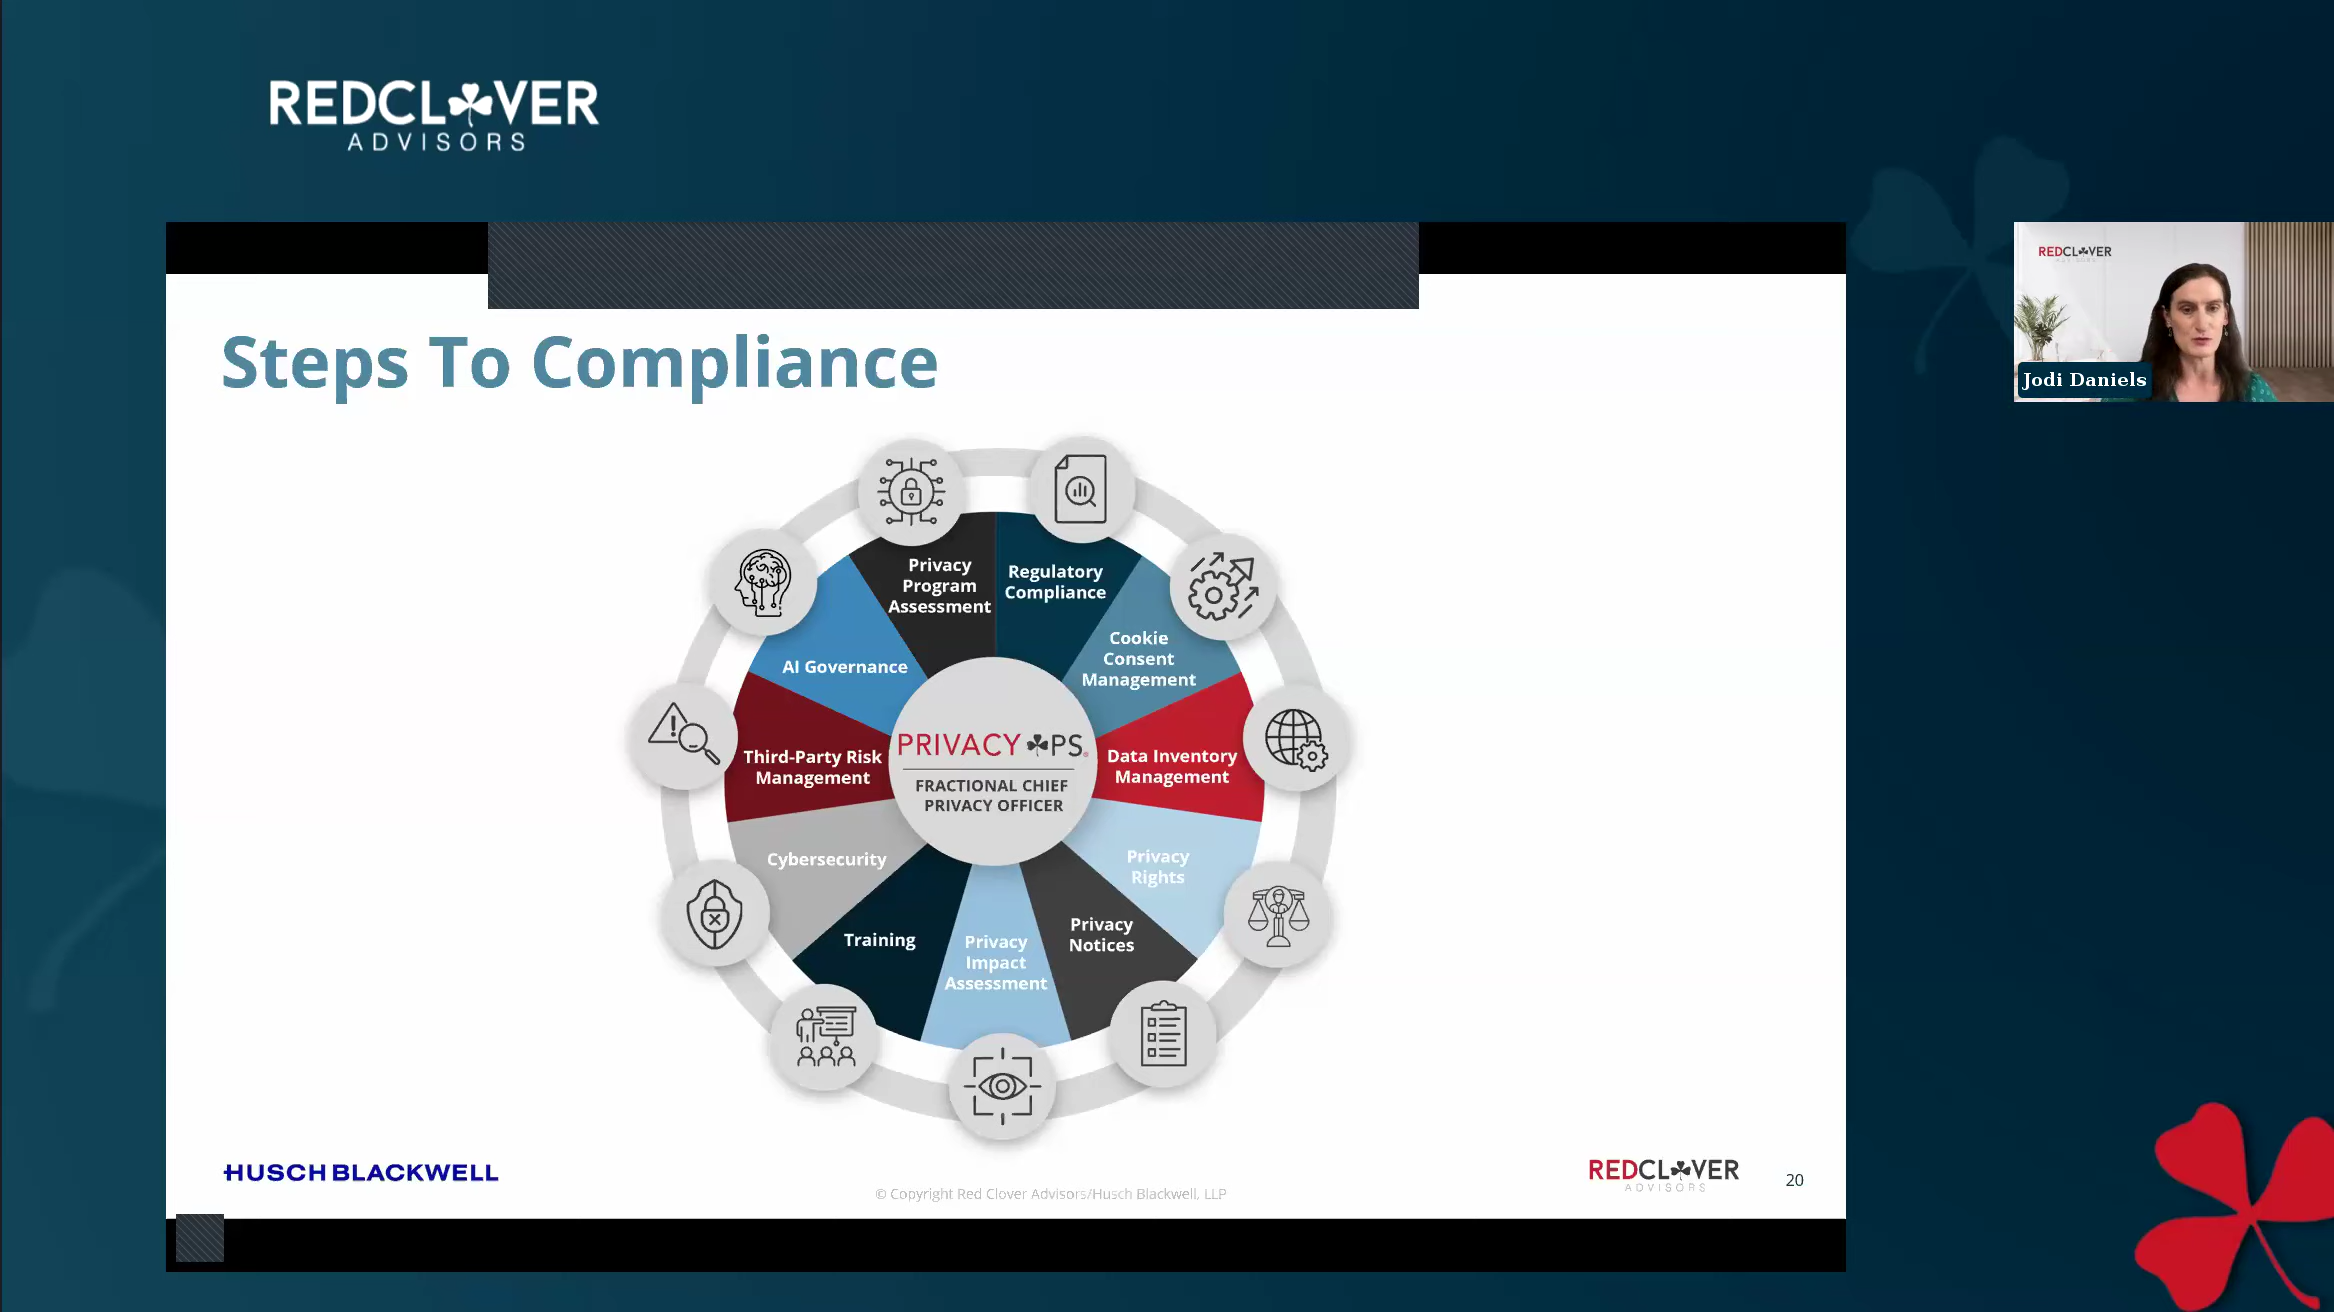 REDCLOVER
ADVISORS
REDCLOVER
Jodi Daniels
Steps To Compliance
Privacy
Program
Assessment
Regulatory
Compliance
Cookie
Consent
Management
AI Governance
Third-Party Risk
Management
PRIVACY OPS®
FRACTIONAL CHIEF
PRIVACY OFFICER
Data Inventory
Management
Cybersecurity
Privacy
Rights
Training
Privacy
Impact
Assessment
Privacy
Notices
HUSCH BLACKWELL
© Copyright Red Clover Advisors/Husch Blackwell, LLP
REDCLOVER
ADVISORS
20